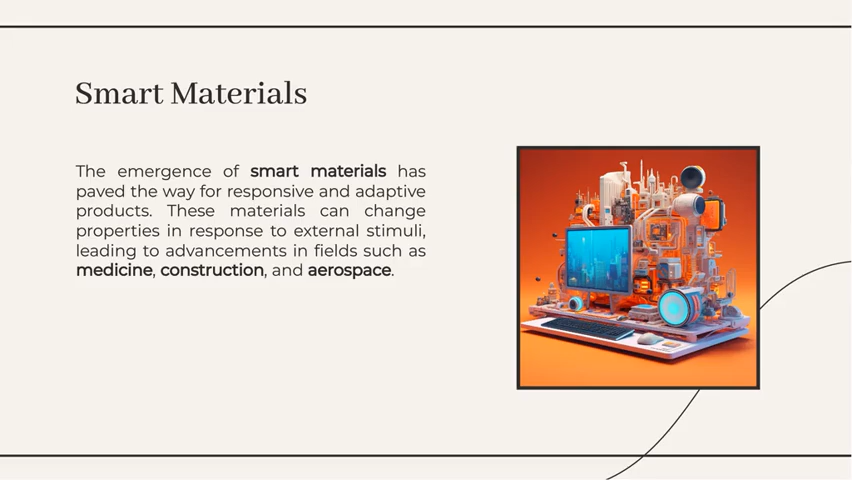 Smart Materials
The emergence of smart materials has
paved the way for responsive and adaptive
products. These materials can change
properties in response to external stimuli,
leading to advancements in fields such as
medicine, construction, and aerospace.